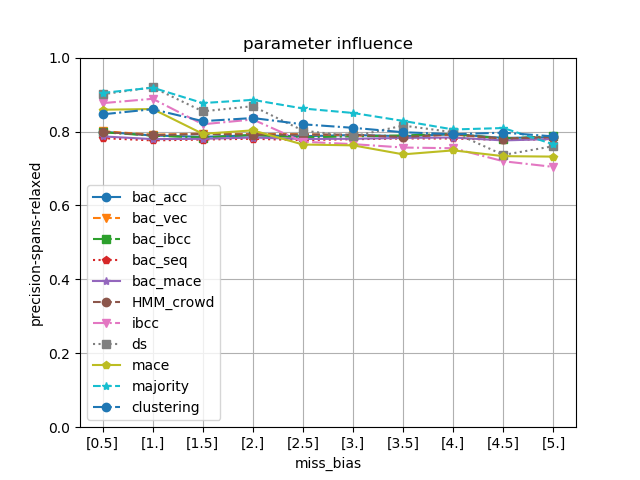 parameter influence
precision-spans-relaxed
1.0
0.8
0.6
0.4
0.2
0.0
bac_acc
bac_vec
bac_ibcc
bac_seq
bac_mace
HMM_crowd
ibcc
ds
mace
majority
clustering
[0.5] [1.] [1.5] [2.] [2.5] [3.] [3.5] [4.] [4.5] [5.]
miss_bias